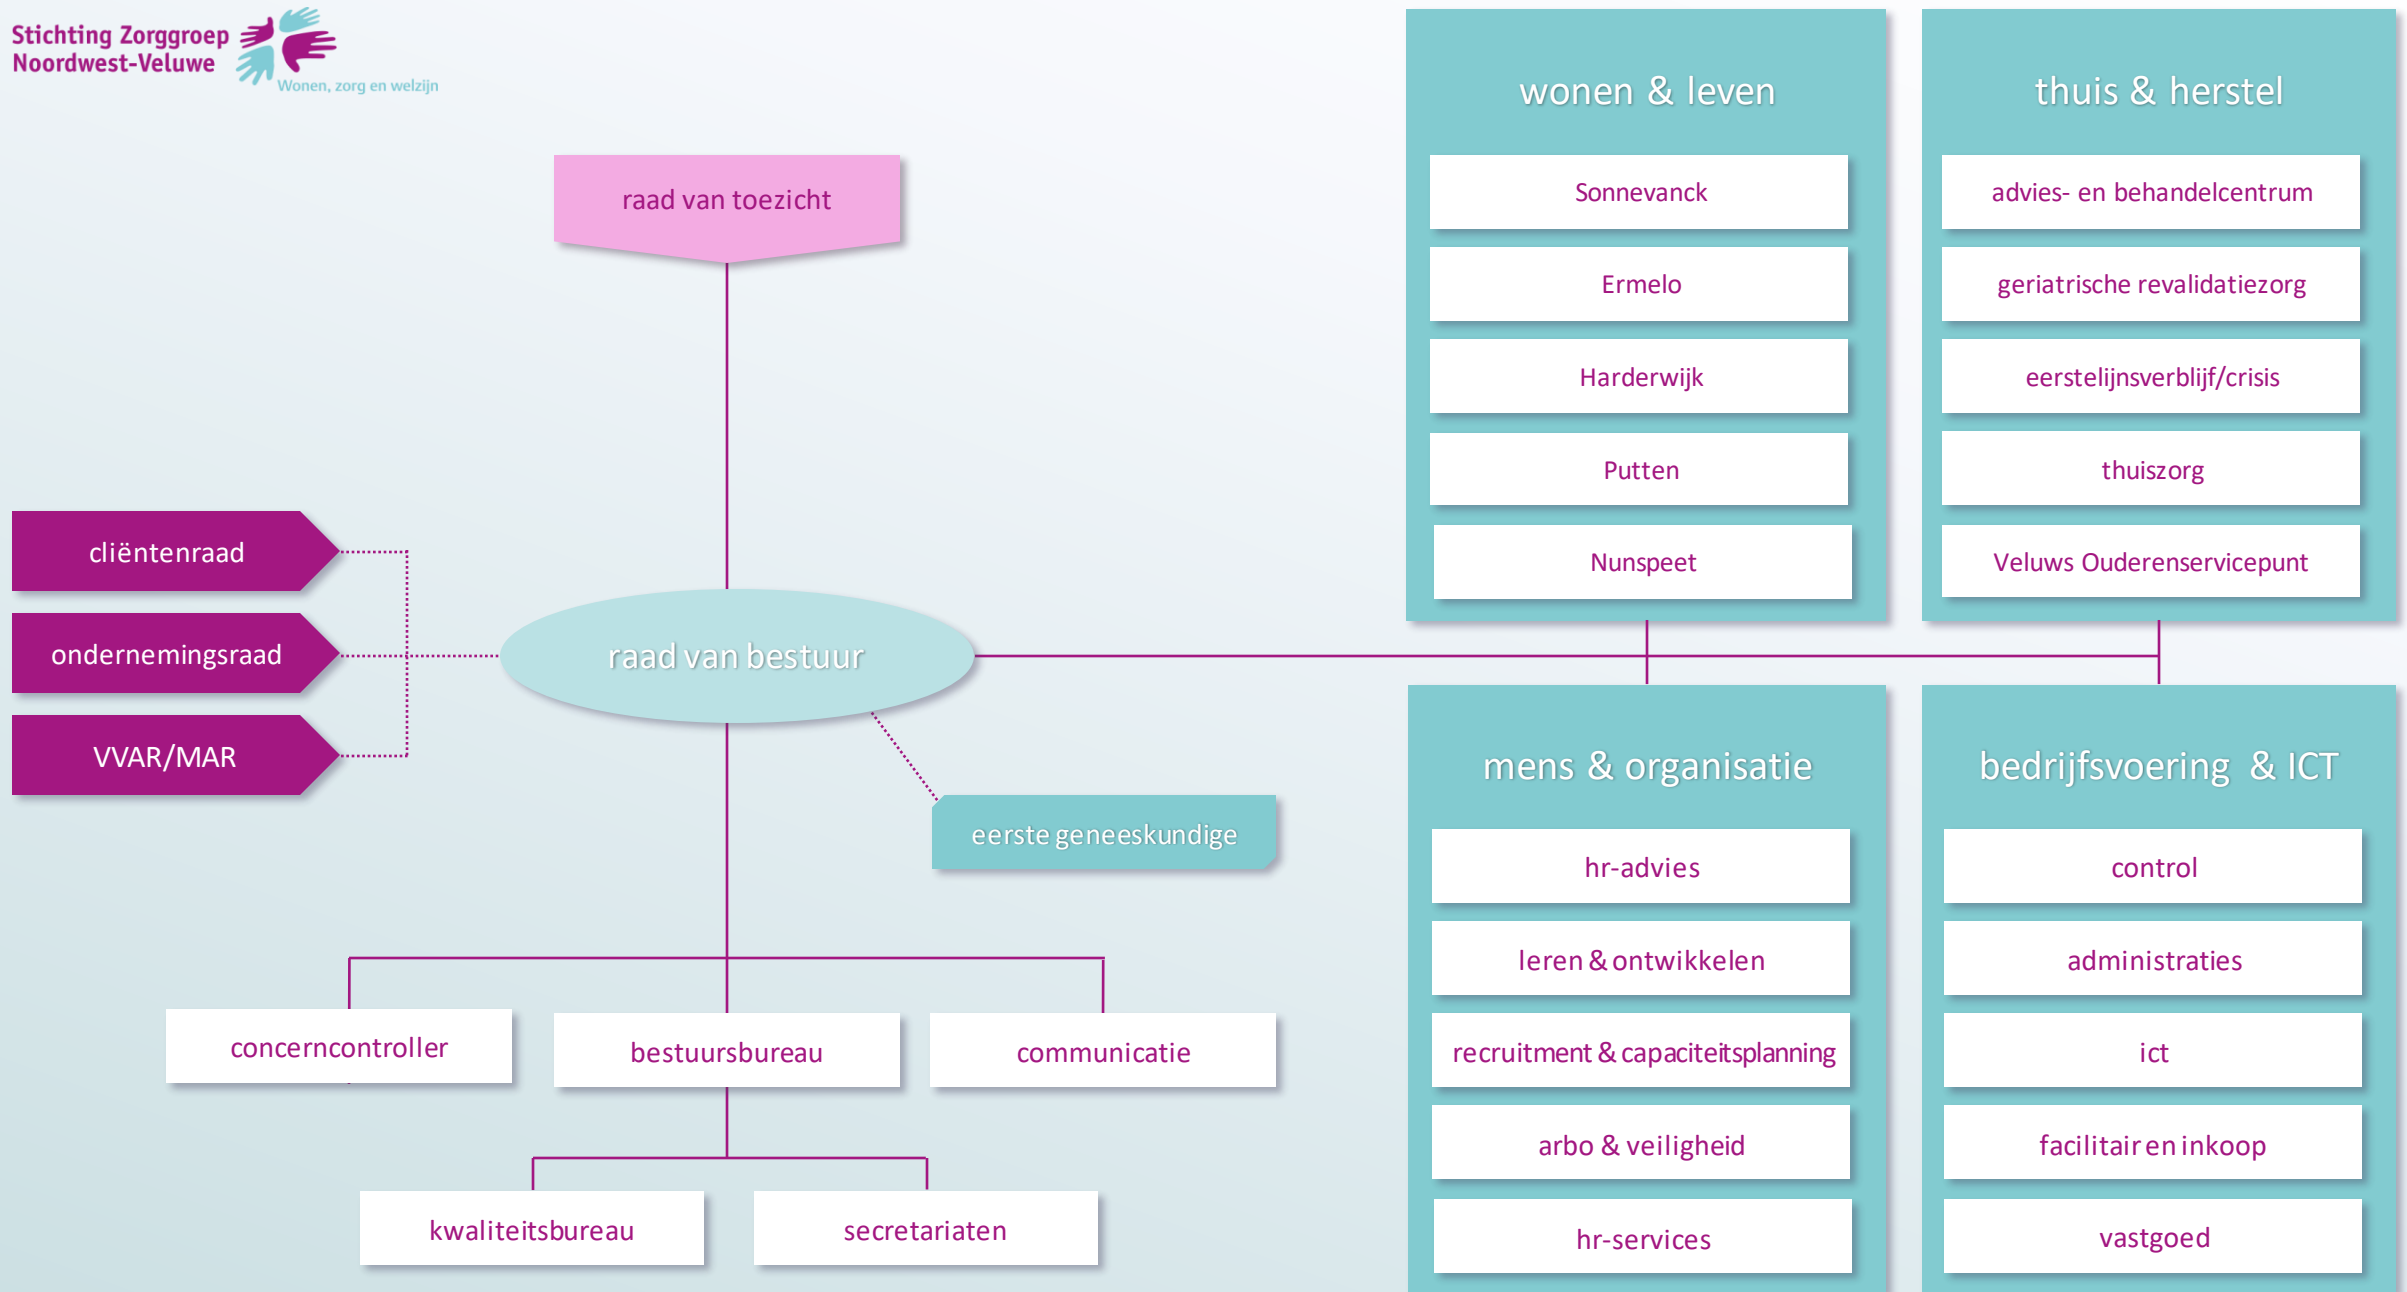 Stichting Zorggroep
Noordwest-Veluwe
Wonen, zorg en welzijn
raad van toezicht
cliëntenraad
ondernemingsraad
VVAR/MAR
raad van bestuur
eerste geneeskundige
concerncontroller
bestuursbureau
communicatie
kwaliteitsbureau
secretariaten
wonen & leven
Sonnevanck
Ermelo
Harderwijk
Putten
Nunspeet
thuis & herstel
advies- en behandelcentrum
geriatrische revalidatiezorg
eerstelijnsverblijf/crisis
thuiszorg
Veluws Ouderenservicepunt
mens & organisatie
hr-advies
leren & ontwikkelen
recruitment & capaciteitsplanning
arbo & veiligheid
hr-services
bedrijfsvoering & ICT
control
administraties
ict
facilitair en inkoop
vastgoed